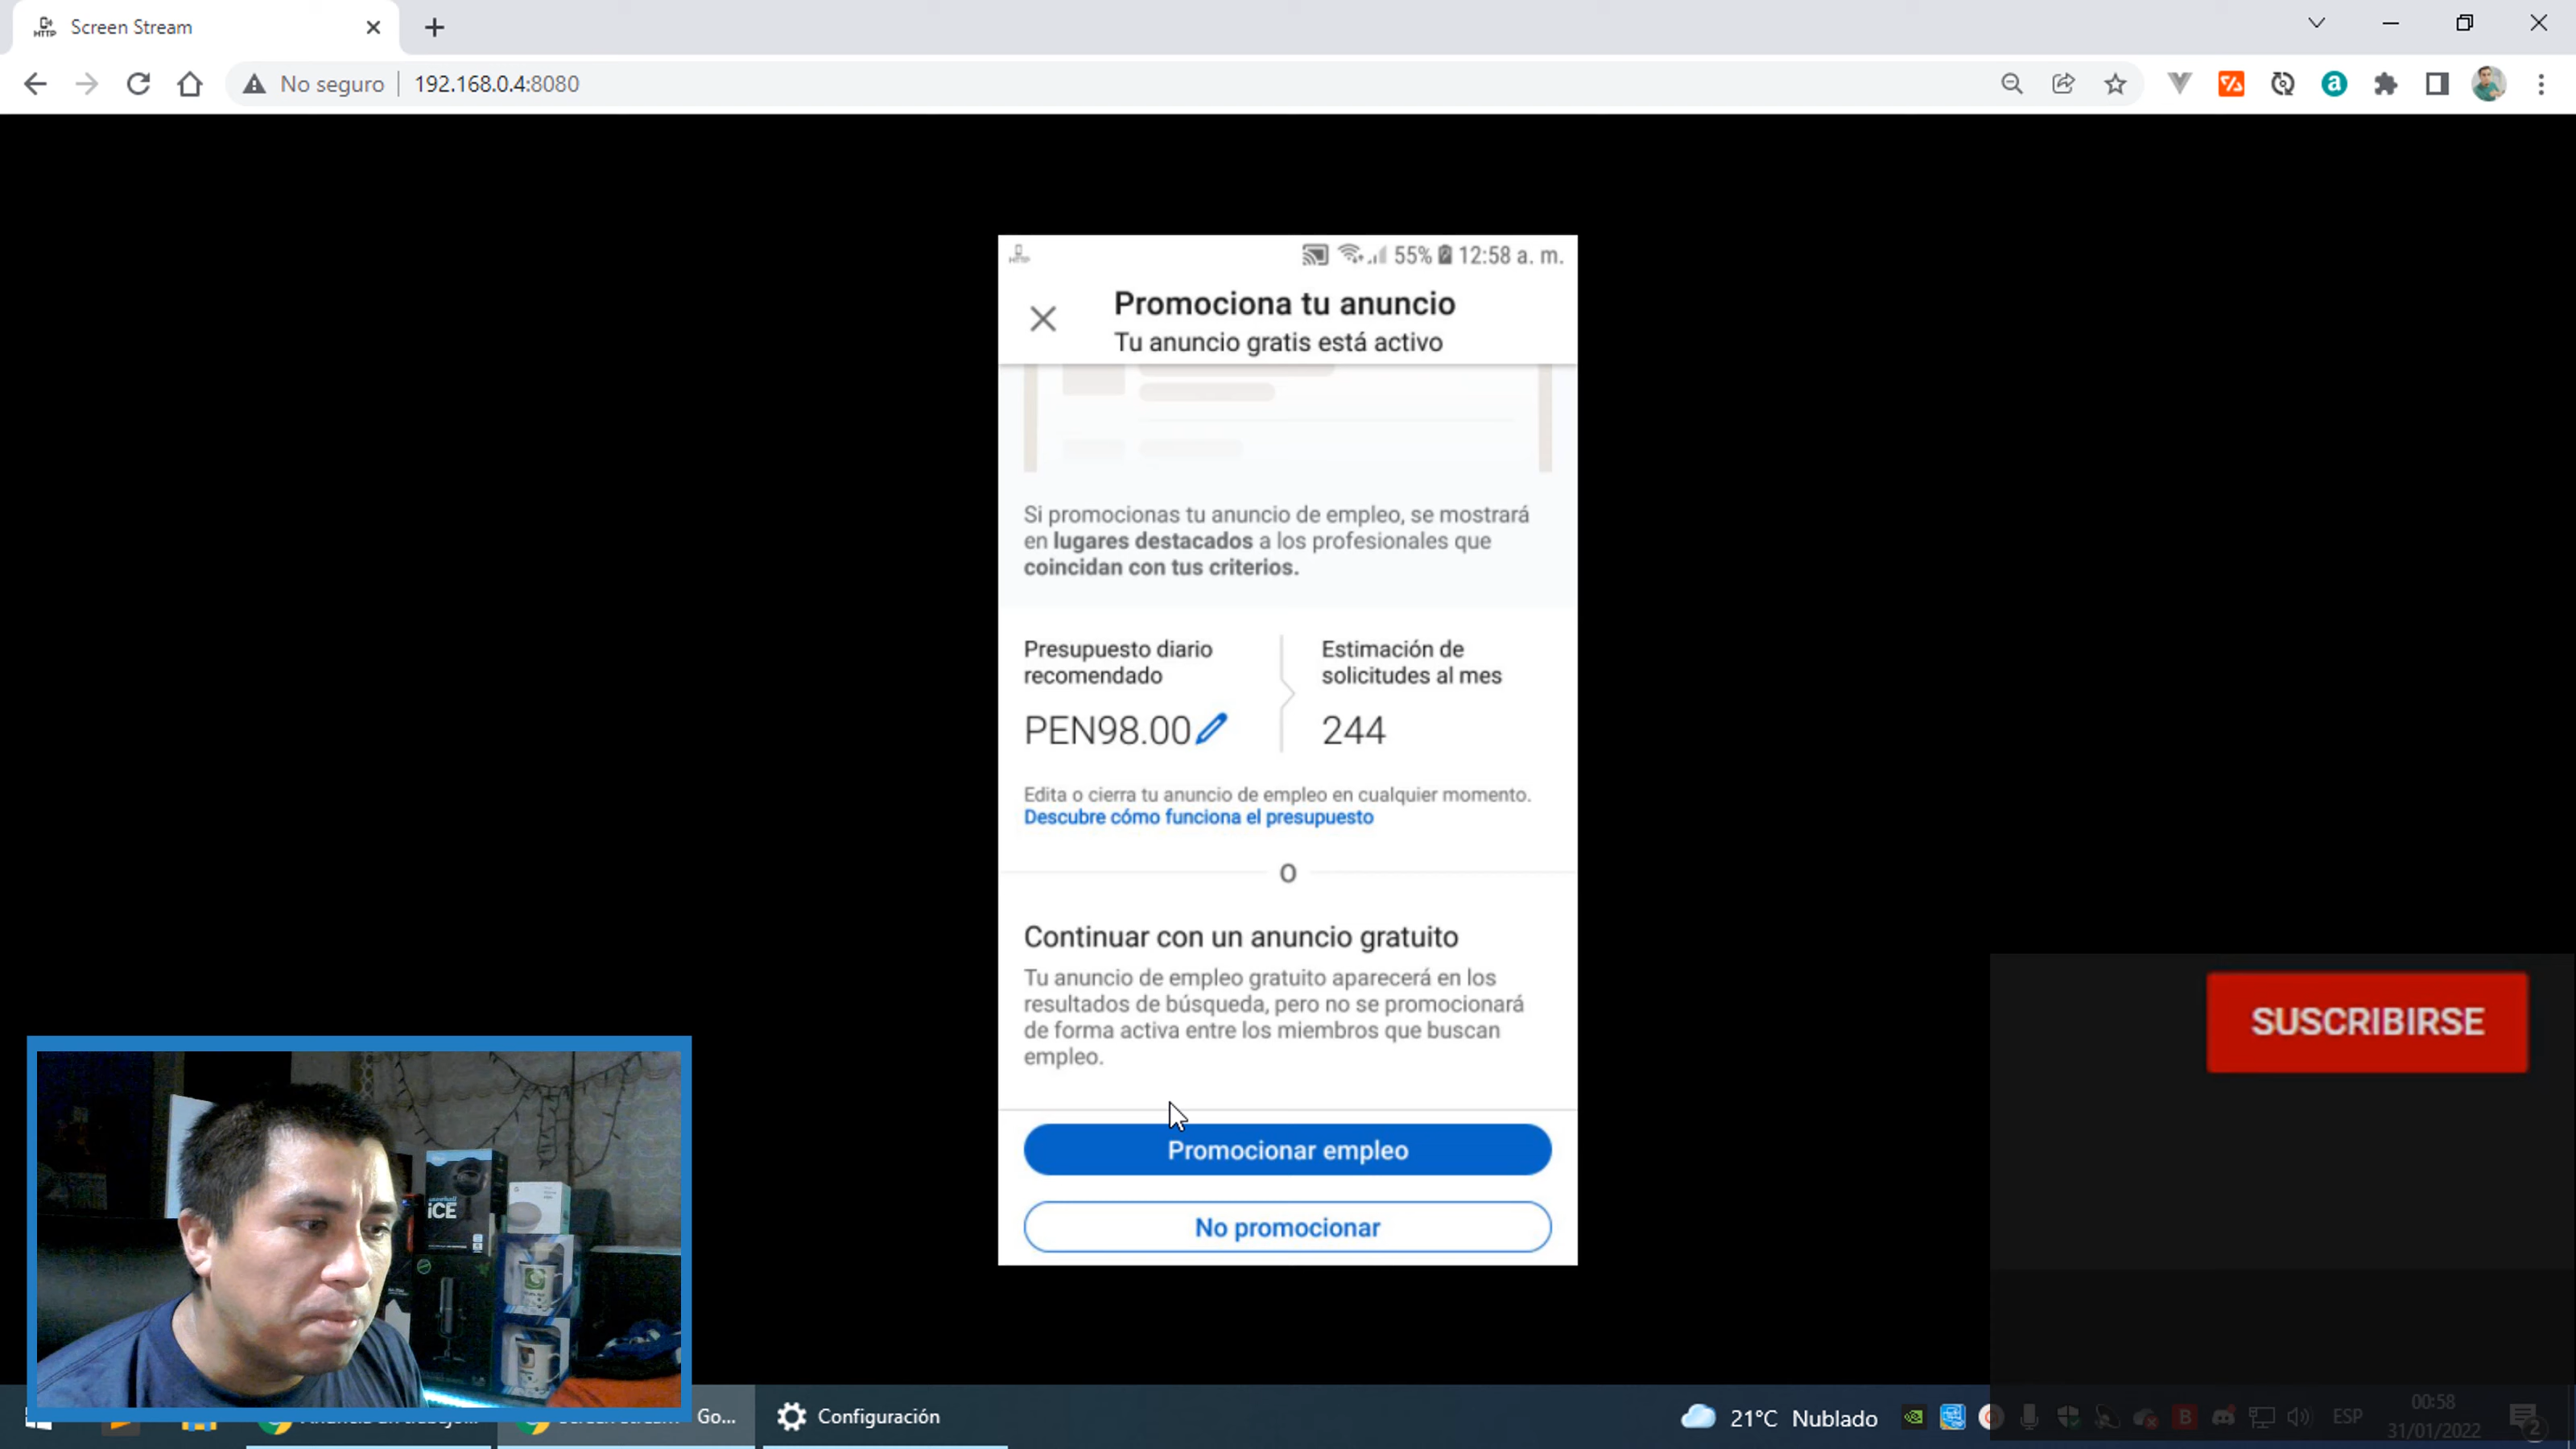 Screen Stream
No seguro
192.168.0.4:8080
HTTP
55% 12:58 a. m.
Promociona tu anuncio
Tu anuncio gratis está activo
Si promocionas tu anuncio de empleo, se mostrará
en lugares destacados a los profesionales que
coincidan con tus criterios.
Presupuesto diario
recomendado
PEN98.00
Estimación de
solicitudes al mes
244
Edita o cierra tu anuncio de empleo en cualquier momento.
Descubre cómo funciona el presupuesto
O
Continuar con un anuncio gratuito
Tu anuncio de empleo gratuito aparecerá en los
resultados de búsqueda, pero no se promocionará
de forma activa entre los miembros que buscan
empleo.
Promocionar empleo
No promocionar
SUSCRIBIRSE
iCE
Go...
Configuración
21°C Nublado
ESP
00:58
31/01/2022
2